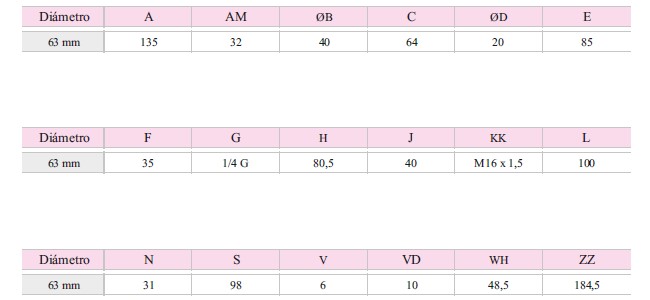 Diámetro A AM ØB C ØD E
63 mm 135 32 40 64 20 85
Diámetro F G H J KK L
63 mm 35 1/4 G 80,5 40 M16 x 1,5 100
Diámetro N S V VD WH ZZ
63 mm 31 98 6 10 48,5 184,5